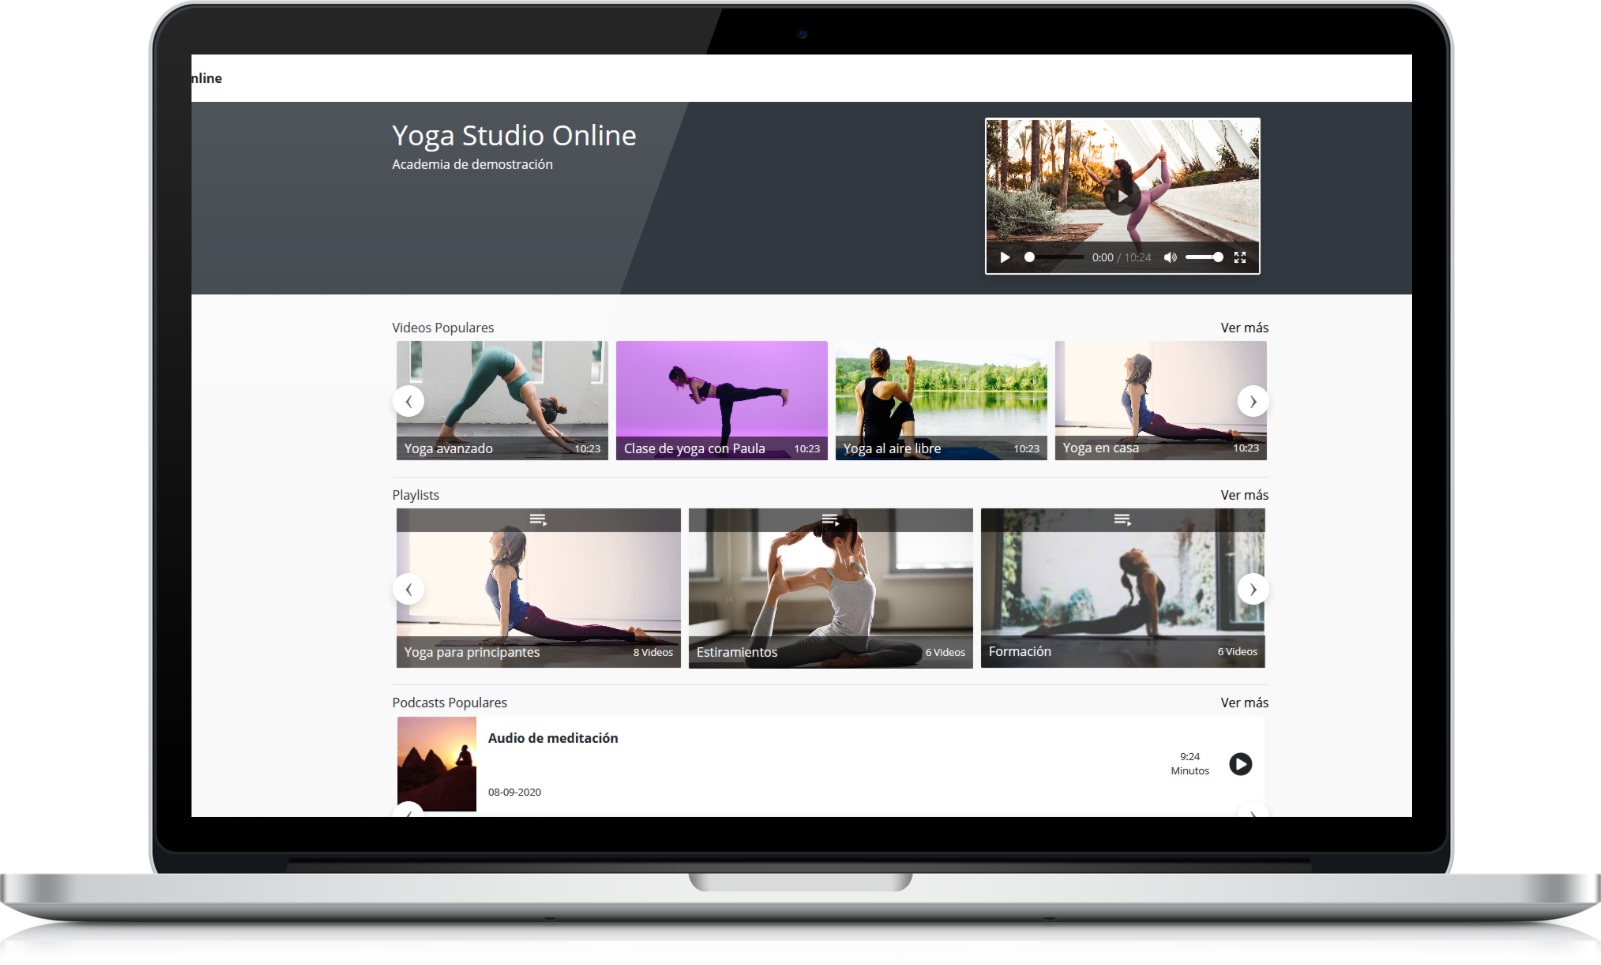 nline
Yoga Studio Online
Academia de demostración
0:00 / 10:24
Videos Populares
Ver más
Yoga avanzado 10:23
Clase de yoga con Paula 10:23
Yoga al aire libre 10:23
Yoga en casa 10:23
Playlists
Ver más
Yoga para principantes 8 Videos
Estiramientos 6 Videos
Formación 6 Videos
Podcasts Populares
Ver más
Audio de meditación
9:24
Minutos
08-09-2020